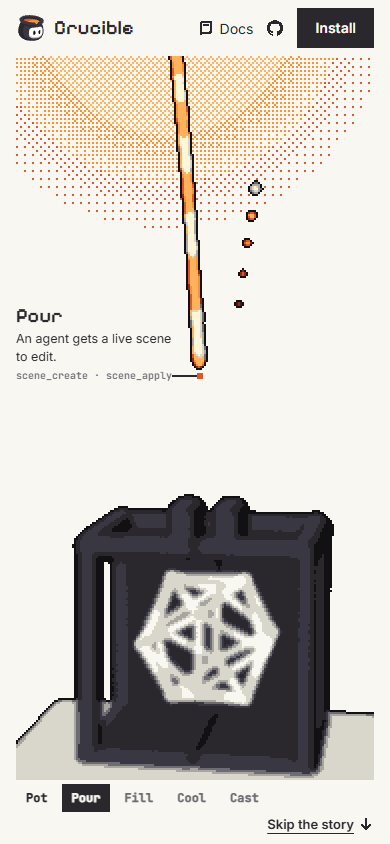 Crucible
Docs
Install
Pour
An agent gets a live scene
to edit.
scene_create · scene_apply
Pot
Pour
Fill
Cool
Cast
Skip the story